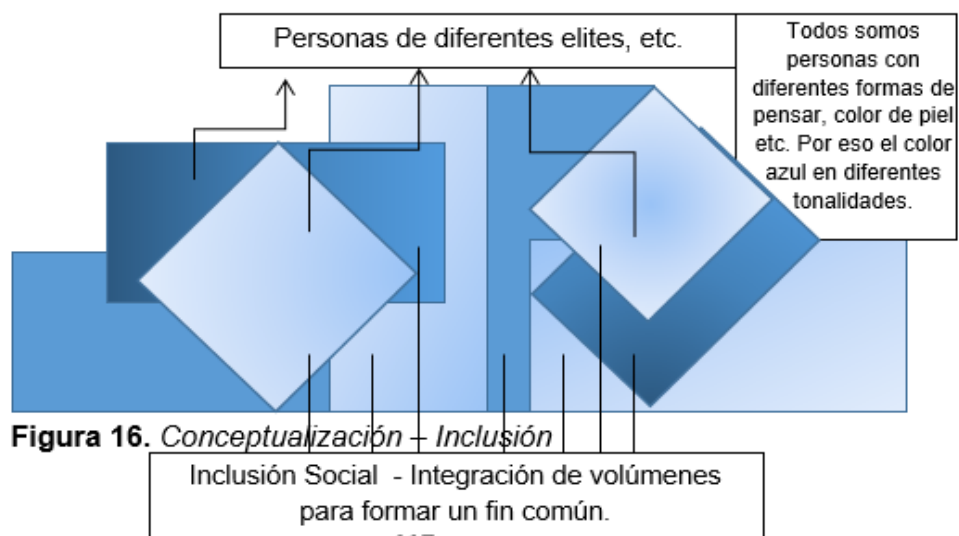 Personas de diferentes elites, etc.
Todos somos
personas con
diferentes formas de
pensar, color de piel
etc. Por eso el color
azul en diferentes
tonalidades.
Figura 16. Conceptualización – Inclusión
Inclusión Social - Integración de volúmenes
para formar un fin común.